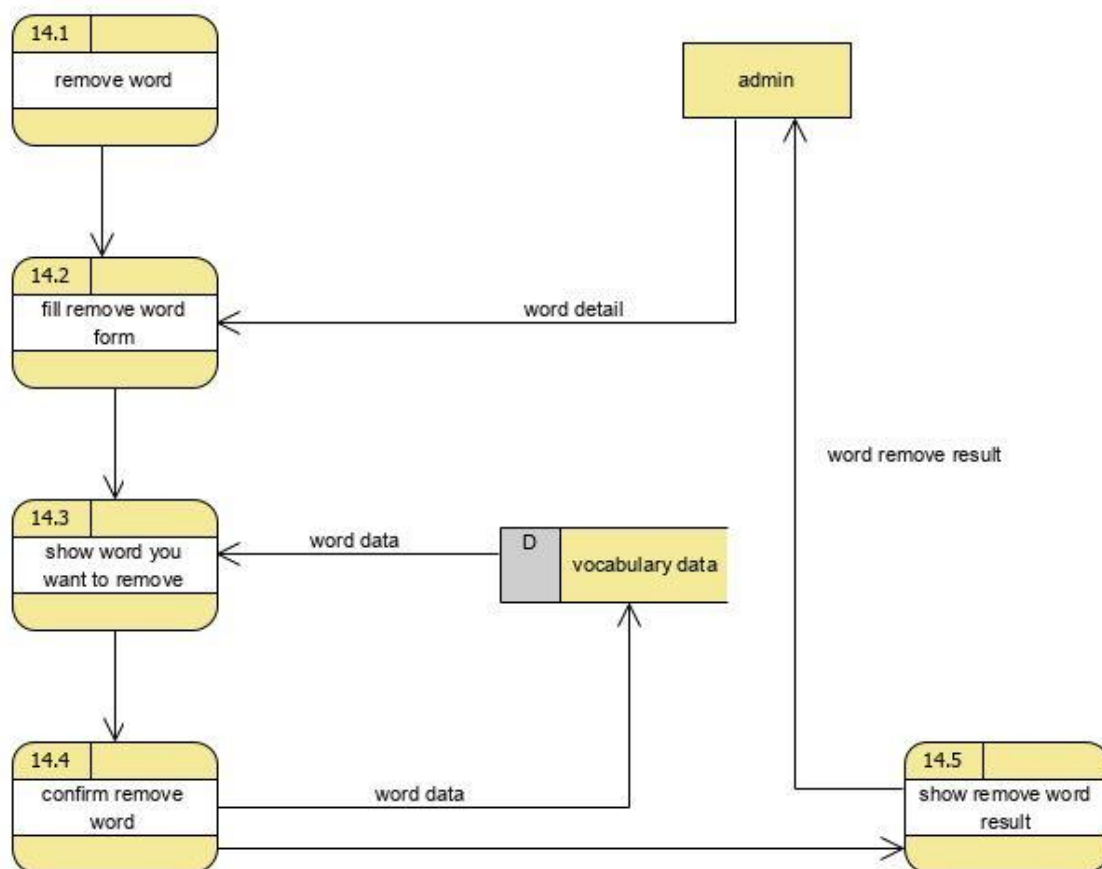 14.1
remove word
admin
14.2
fill remove word
form
word detail
word remove result
14.3
show word you
want to remove
word data
D
vocabulary data
14.4
confirm remove
word
word data
14.5
show remove word
result